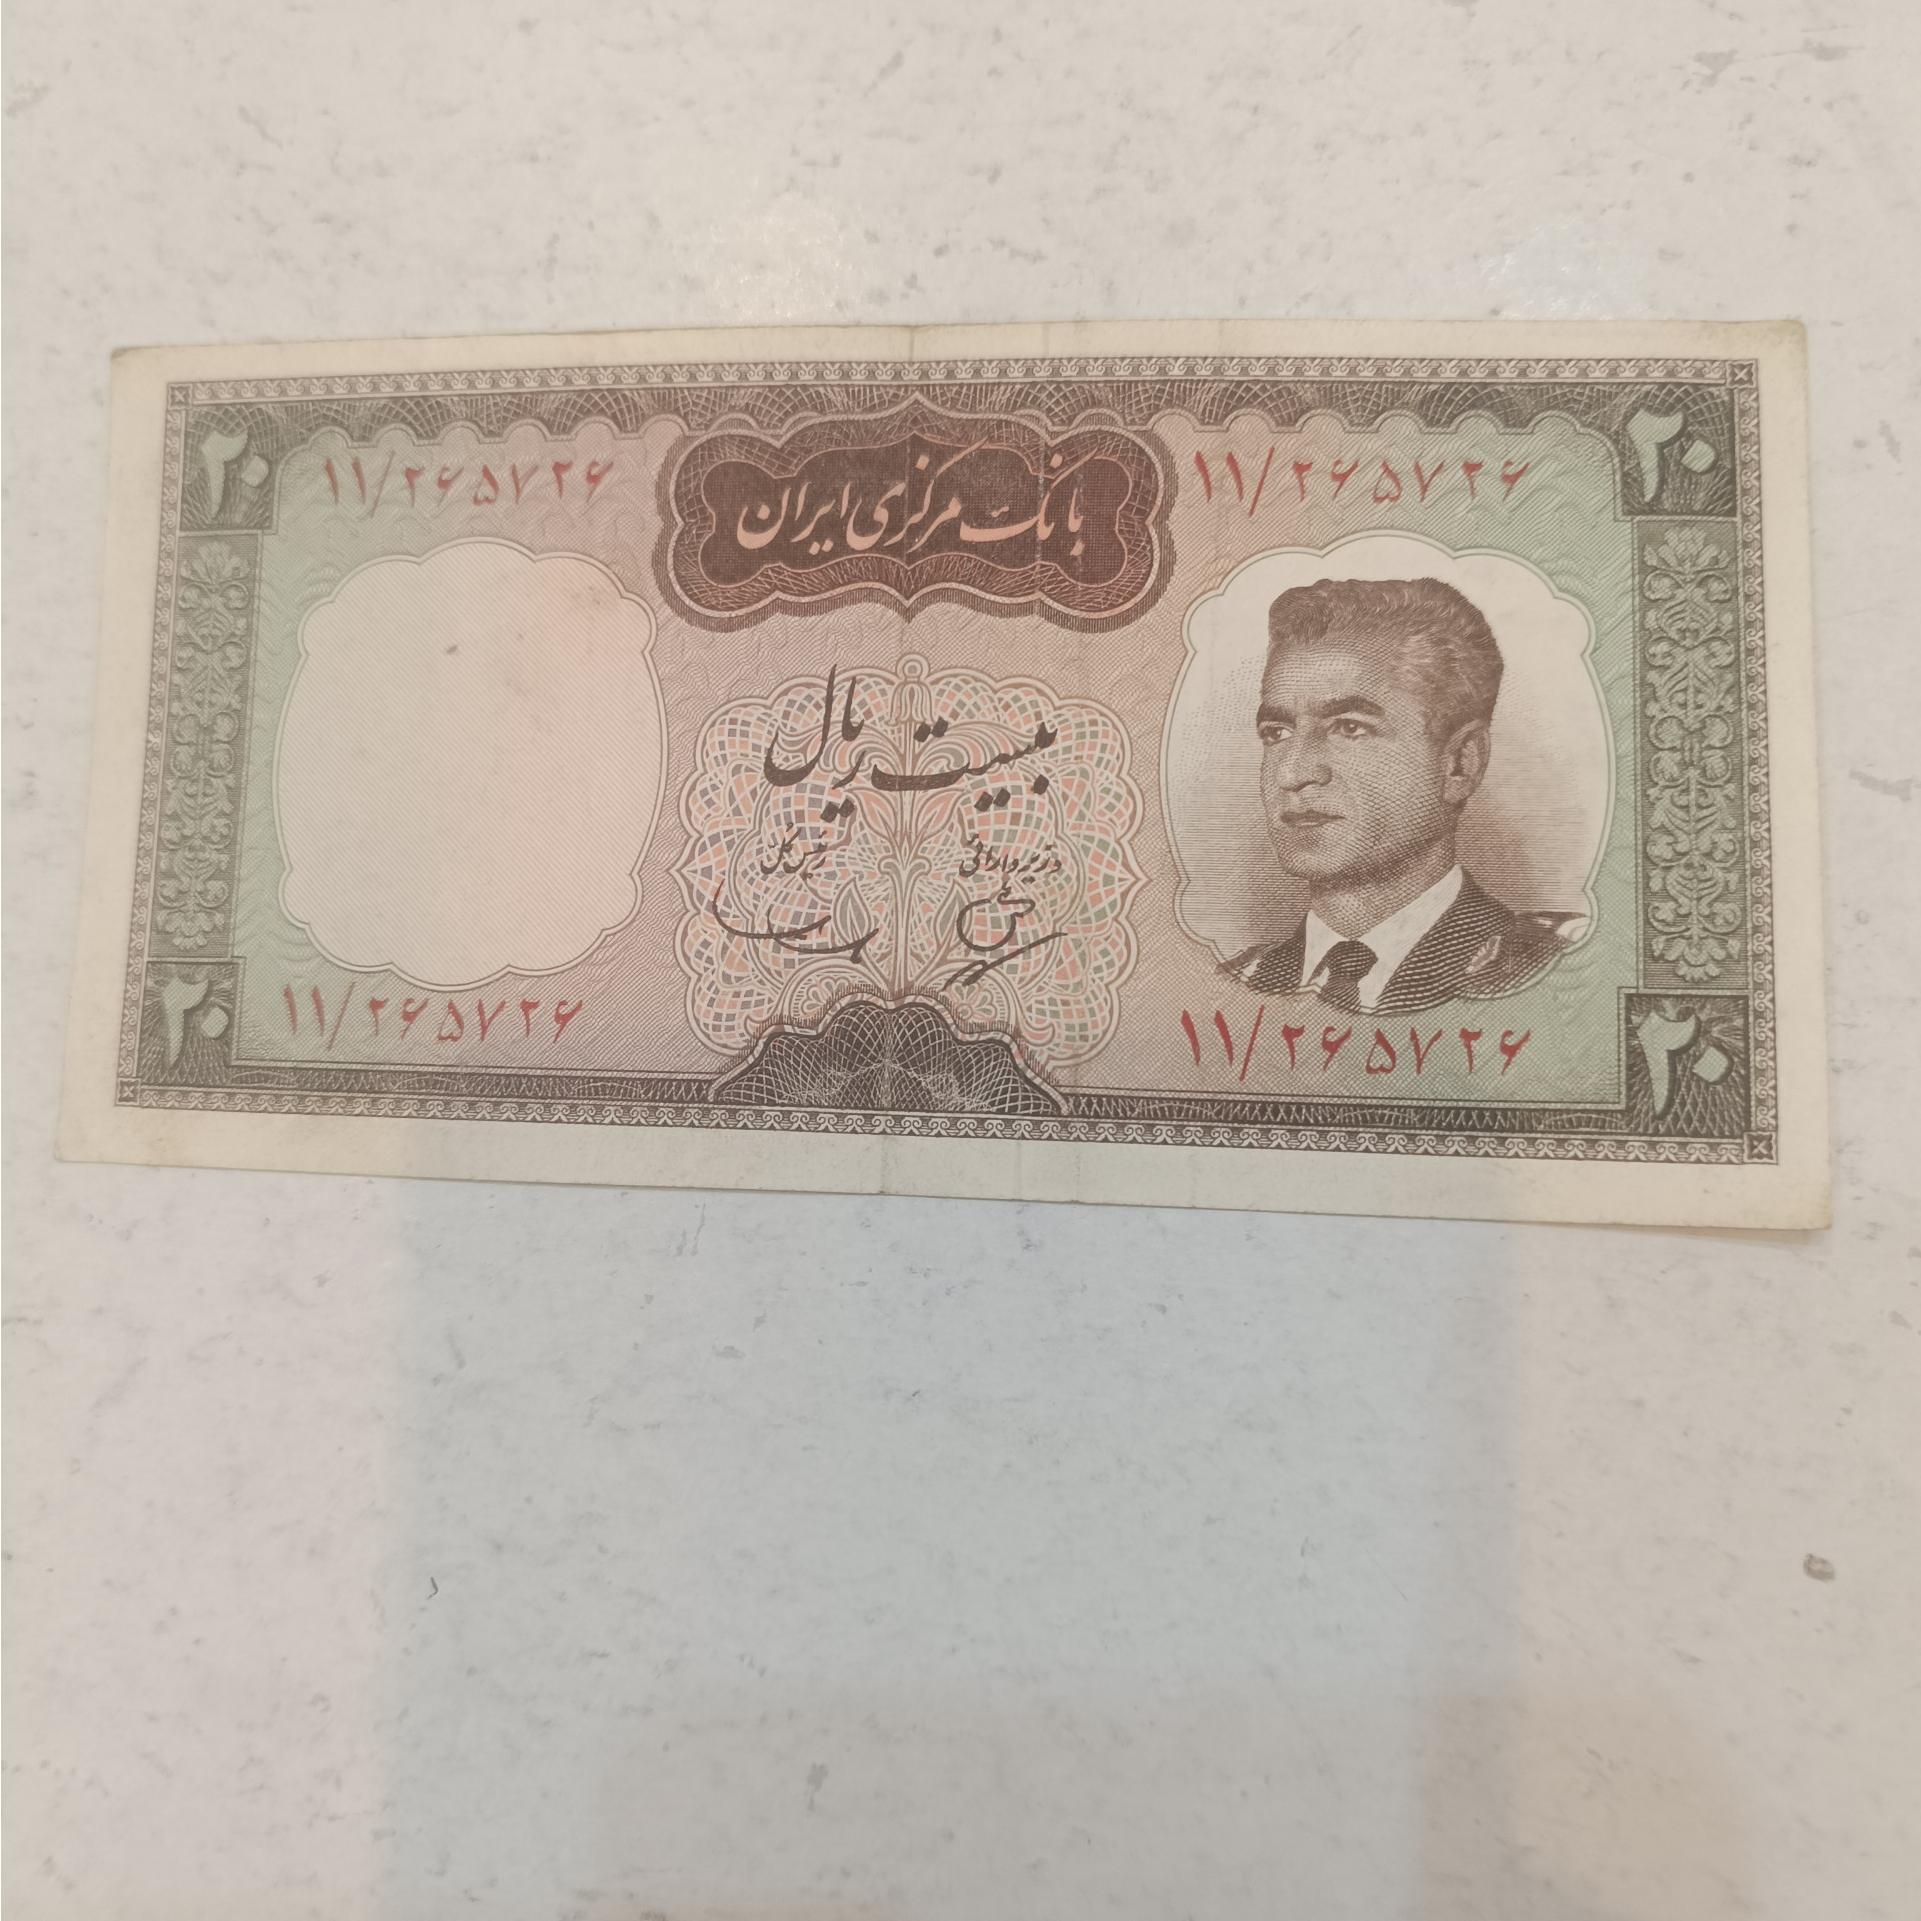 ۲۰
۲۰
۱۱/۲۶۵۷۲۶
۱۱/۲۶۵۷۲۶
بانک مرکزی ایران
بیست ریال
وزیر دارائی
رئیس کل
۱۱/۲۶۵۷۲۶
۱۱/۲۶۵۷۲۶
۲۰
۲۰